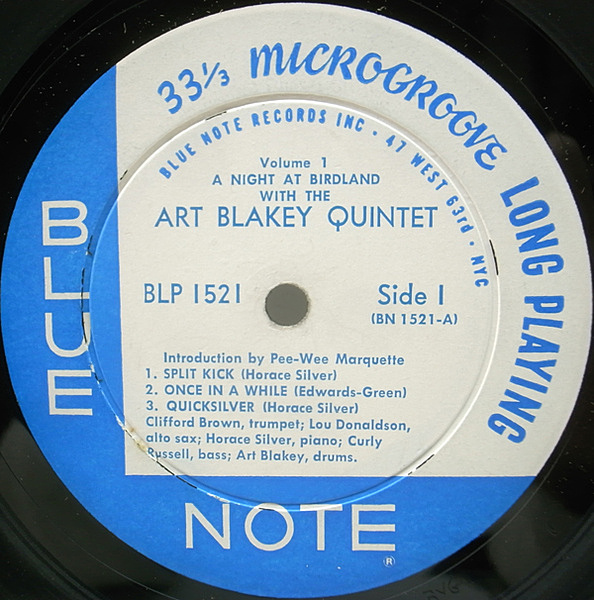 33⅓ MICROGROOVE LONG PLAYING
BLUE NOTE RECORDS INC • 47 WEST 63rd • NYC
Volume 1
A NIGHT AT BIRDLAND
WITH THE
ART BLAKEY QUINTET
BLP 1521
Side 1
(BN 1521-A)
Introduction by Pee-Wee Marquette
1. SPLIT KICK (Horace Silver)
2. ONCE IN A WHILE (Edwards-Green)
3. QUICKSILVER (Horace Silver)
Clifford Brown, trumpet; Lou Donaldson,
alto sax; Horace Silver, piano; Curly
Russell, bass; Art Blakey, drums.
BLUE
NOTE
®
RVG